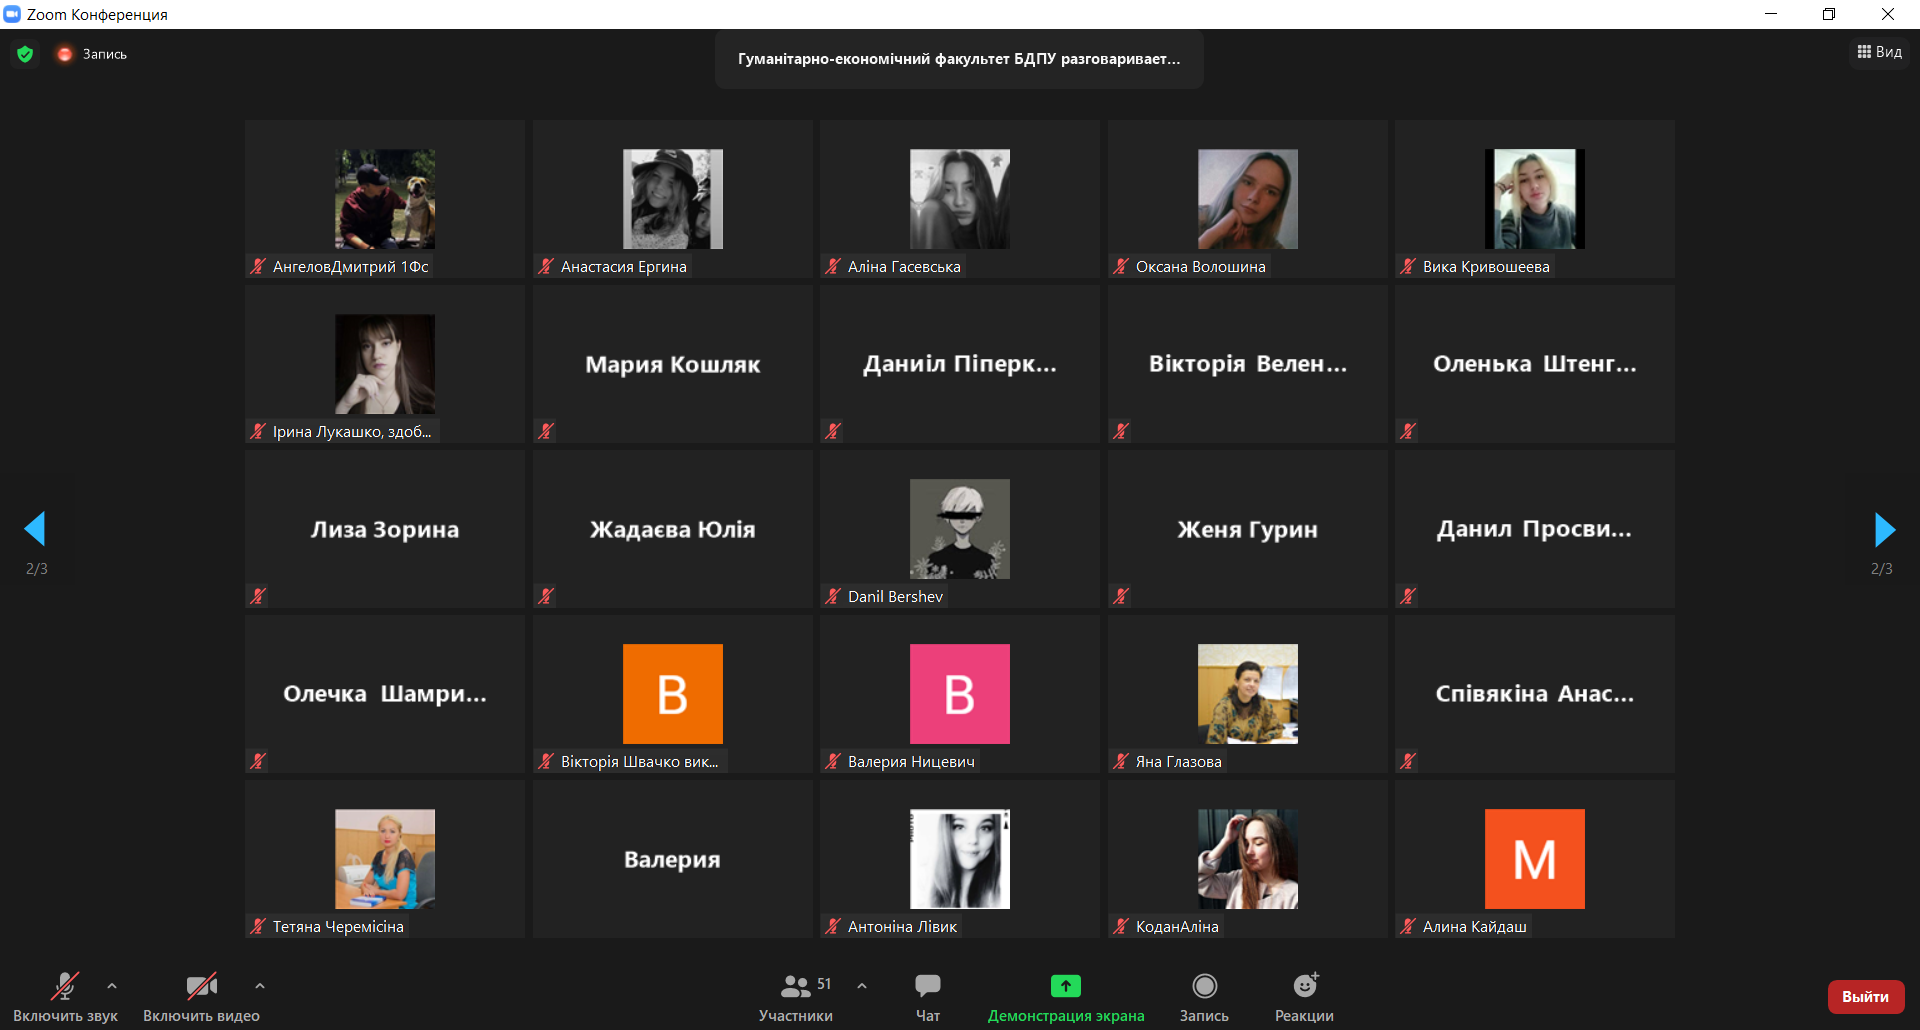 Zoom Конференция
Запись
Гуманітарно-економічний факультет БДПУ разговаривает...
Вид
АнгеловДмитрий 1Фс
Анастасия Ергина
Аліна Гасевська
Оксана Волошина
Вика Кривошеева
Ірина Лукашко, здоб...
Мария Кошляк
Даниіл Піперк...
Вікторія Велен...
Оленька Штенг...
Лиза Зорина
Жадаєва Юлія
Danil Bershev
Женя Гурин
Данил Просви...
2/3
2/3
Олечка Шамри...
В
Вікторія Швачко вик...
В
Валерия Ницевич
Яна Глазова
Співякіна Анас...
Тетяна Черемісіна
Валерия
Антоніна Лівик
КоданАліна
М
Алина Кайдаш
Включить звук
Включить видео
51
Участники
Чат
Демонстрация экрана
Запись
Реакции
Выйти